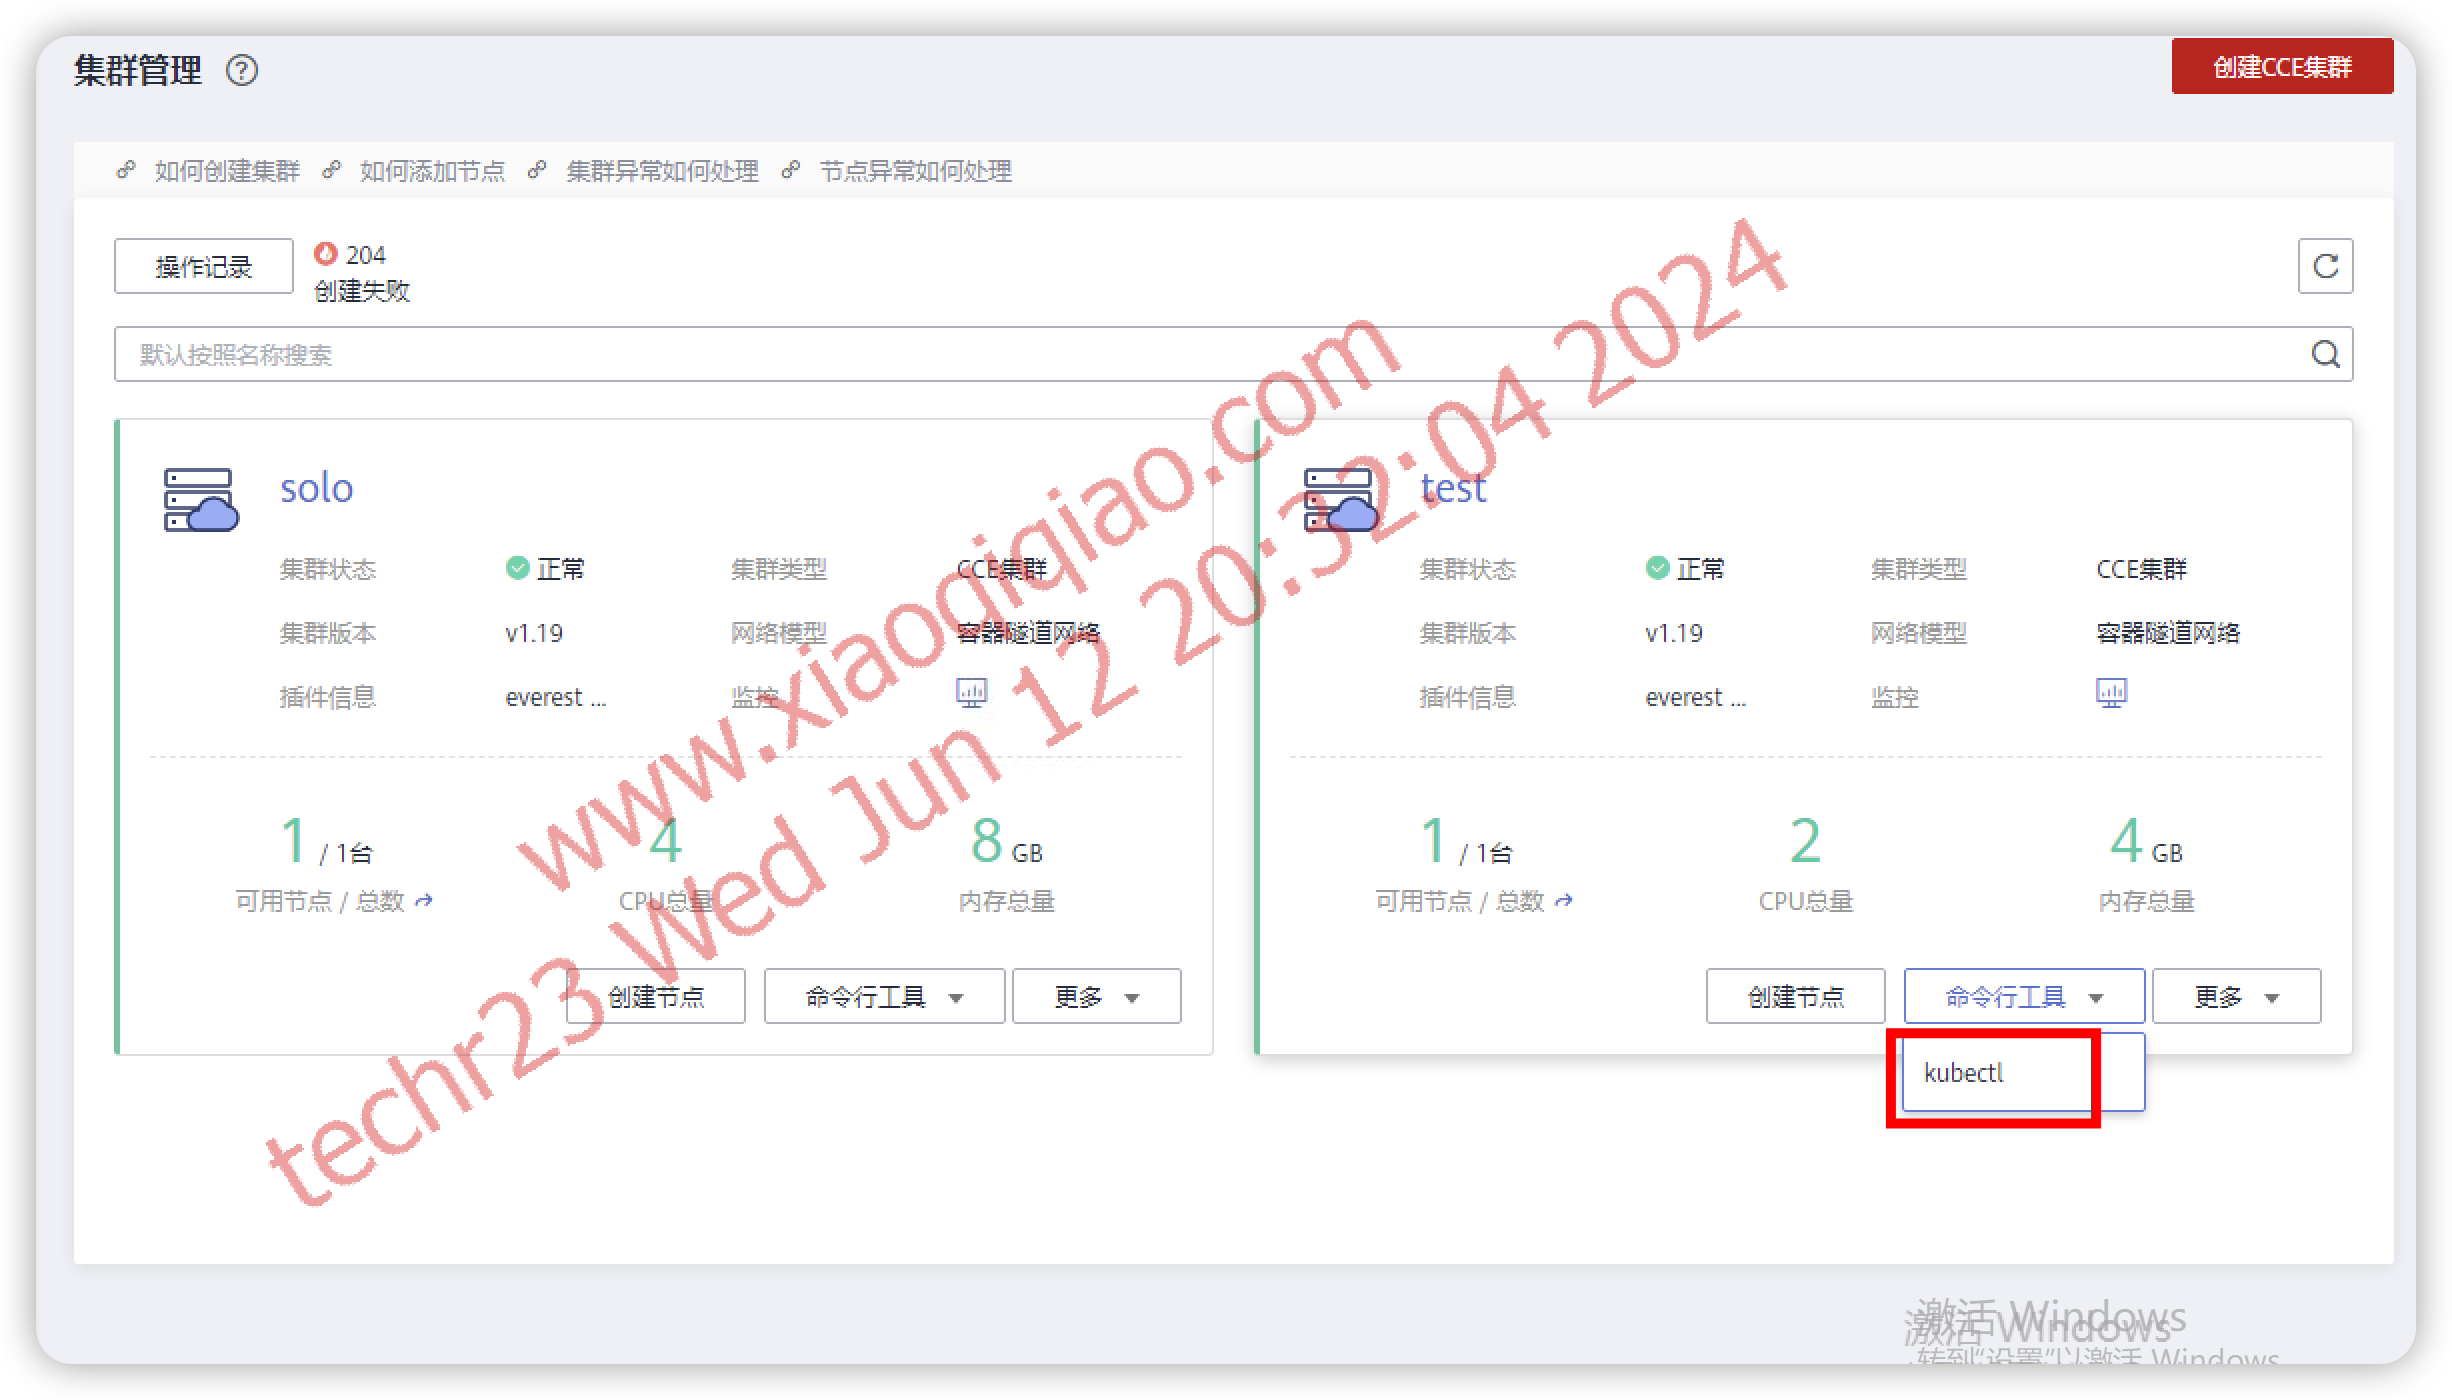 集群管理 ?
创建CCE集群
如何创建集群 如何添加节点 集群异常如何处理 节点异常如何处理
操作记录
204
创建失败
默认按照名称搜索
solo
集群状态 正常 集群类型 CCE集群
集群版本 v1.19 网络模型 容器隧道网络
插件信息 everest ... 监控
1 / 1台 4 8 GB
可用节点 / 总数 CPU总量 内存总量
创建节点 命令行工具 更多
test
集群状态 正常 集群类型 CCE集群
集群版本 v1.19 网络模型 容器隧道网络
插件信息 everest ... 监控
1 / 1台 2 4 GB
可用节点 / 总数 CPU总量 内存总量
创建节点 命令行工具 更多
kubectl
www.xiaoqiqiao.com
techr23 Wed Jun 12 20:32:04 2024
激活 Windows
激活 Windows
转到"设置"以激活 Windows